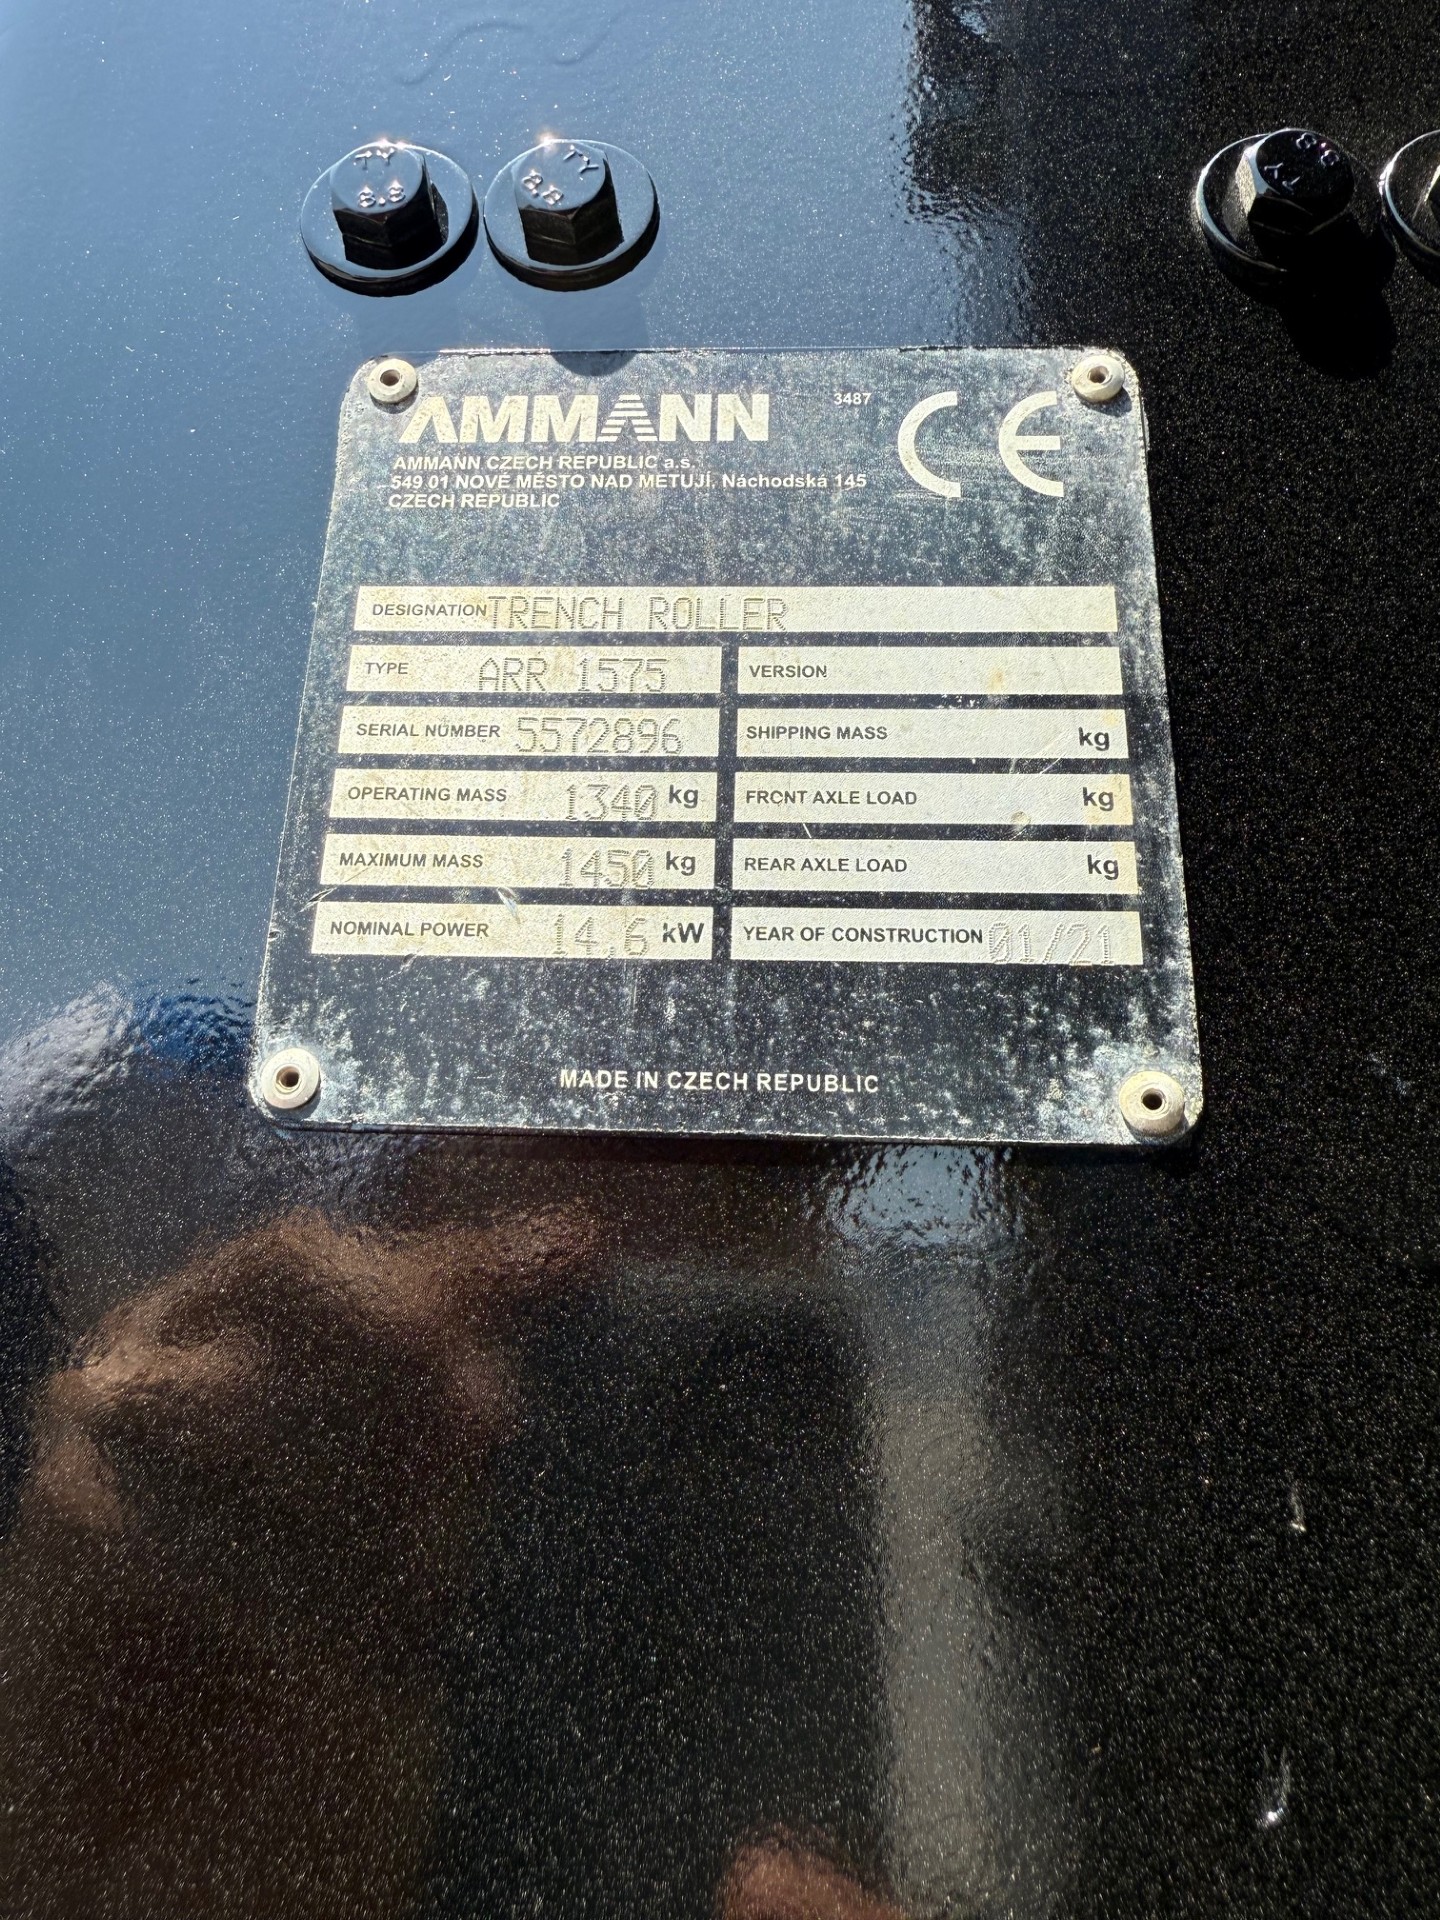 TY
8.8
TY
8.8
TY
8.8
AMMANN
3487
CE
AMMANN CZECH REPUBLIC a.s.
549 01 NOVÉ MĚSTO NAD METUJÍ, Náchodská 145
CZECH REPUBLIC
DESIGNATION TRENCH ROLLER
TYPE ARR 1575
VERSION
SERIAL NUMBER 5572896
SHIPPING MASS kg
OPERATING MASS 1340 kg
FRONT AXLE LOAD kg
MAXIMUM MASS 1450 kg
REAR AXLE LOAD kg
NOMINAL POWER 14,6 kW
YEAR OF CONSTRUCTION 01/21
MADE IN CZECH REPUBLIC